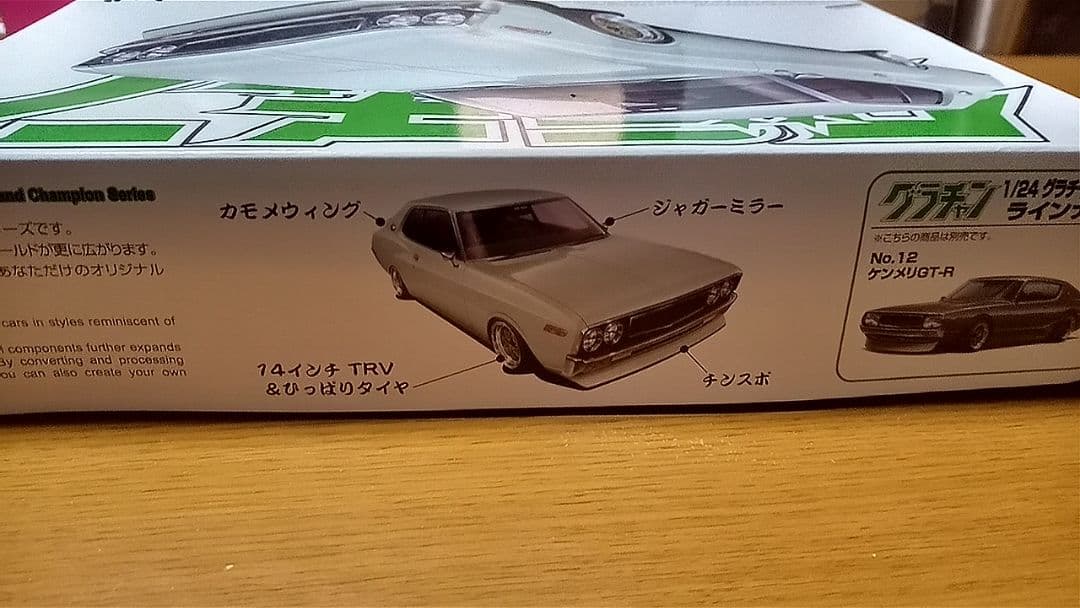 and Champion Series
ーズです。
ールドが更に広がります。
あなただけのオリジナル
cars in styles reminiscent of
components further expands
By converting and processing
you can also create your own
カモメウィング
ジャガーミラー
14インチ TRV
&ひっぱりタイヤ
チンスポ
グラチャン
1/24 グラチ
ライン
※こちらの商品は別売です。
No.12
ケンメリGT-R